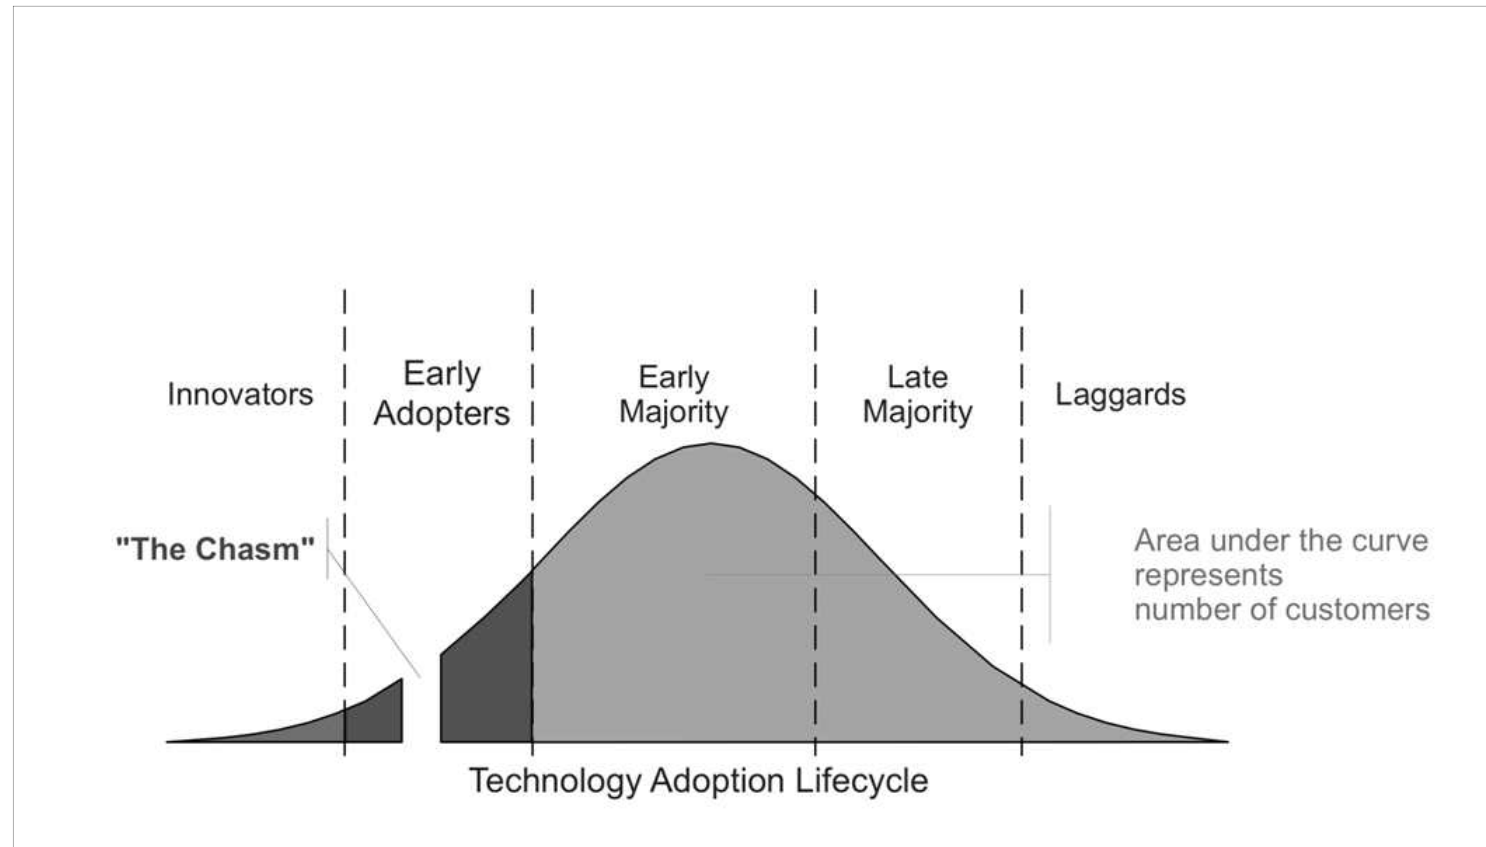 Innovators
Early
Adopters
Early
Majority
Late
Majority
Laggards
"The Chasm"
Area under the curve
represents
number of customers
Technology Adoption Lifecycle